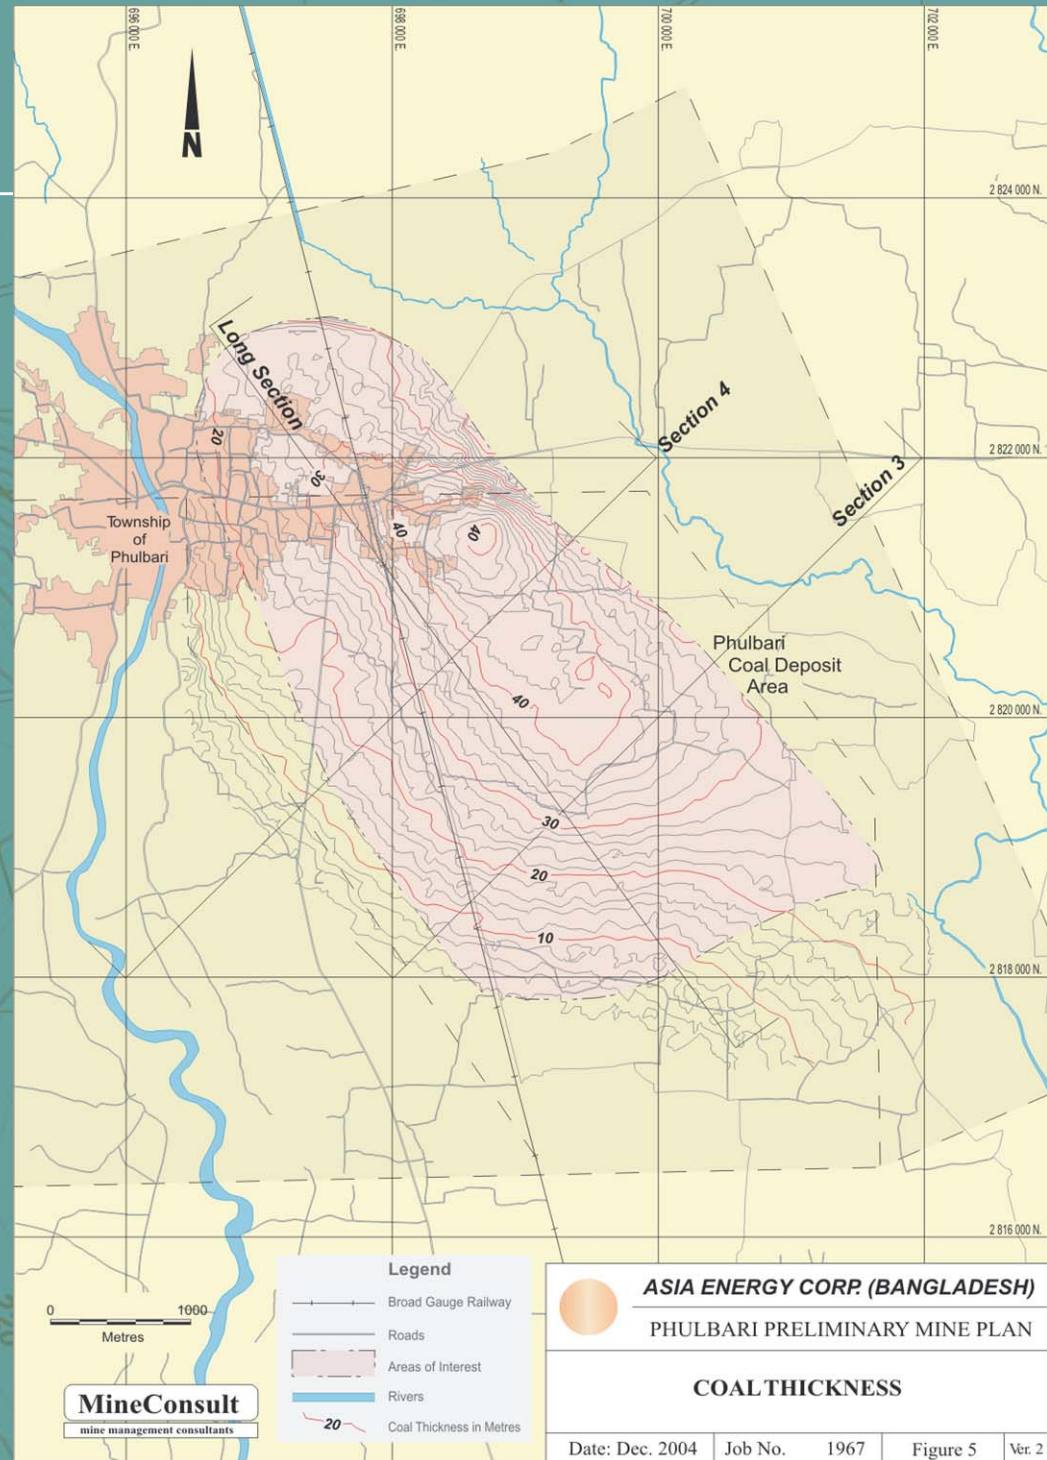 696 000 E.
698 000 E.
700 000 E.
702 000 E.
N
2 824 000 N.
Long Section
Section 4
20
2 822 000 N.
30
Section 3
Township
of
Phulbari
40
40
Phulbari
Coal Deposit
Area
40
2 820 000 N.
30
20
10
2 818 000 N.
2 816 000 N.
Legend
Broad Gauge Railway
Roads
Areas of Interest
Rivers
20
Coal Thickness in Metres
0 1000
Metres
MineConsult
mine management consultants
ASIA ENERGY CORP. (BANGLADESH)
PHULBARI PRELIMINARY MINE PLAN
COAL THICKNESS
Date: Dec. 2004
Job No. 1967
Figure 5
Ver. 2